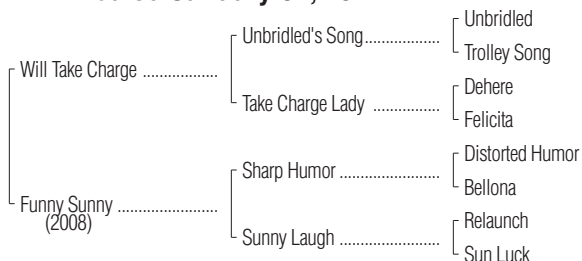 Unbridled
Unbridled's Song.................
Trolley Song
Will Take Charge .................
Dehere
Take Charge Lady ................
Felicita
Distorted Humor
Sharp Humor ......................
Bellona
Funny Sunny ......................
(2008)
Relaunch
Sunny Laugh ......................
Sun Luck